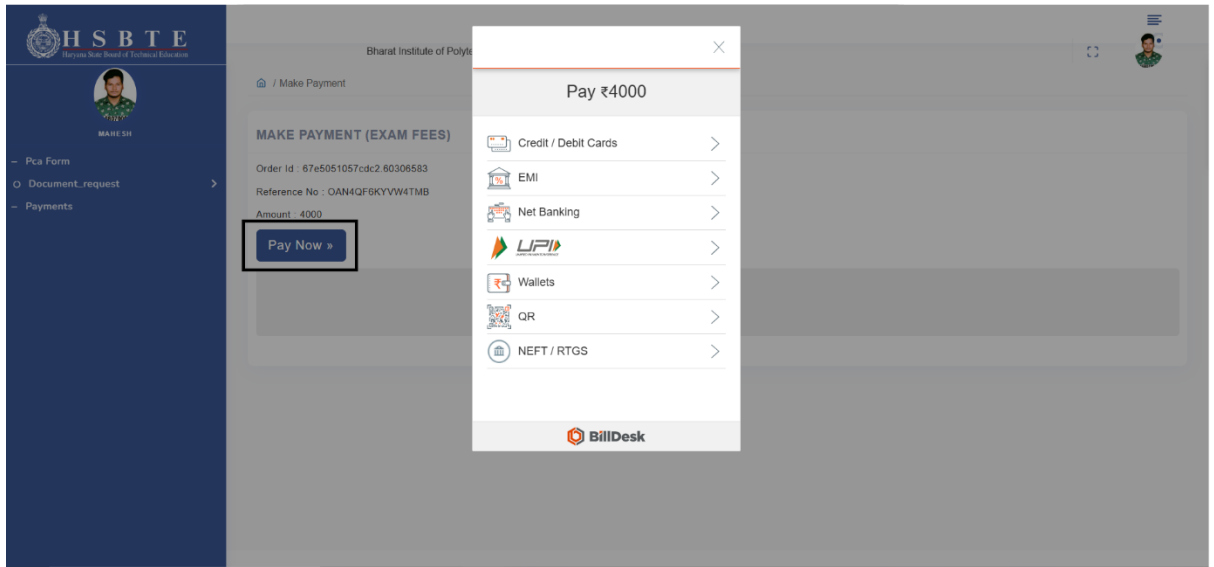 H S B T E
Haryana State Board of Technical Education
MAHESH
– Pca Form
Document_request
– Payments
Bharat Institute of Polyte
/ Make Payment
MAKE PAYMENT (EXAM FEES)
Order Id : 67e5051057cdc2.60306583
Reference No : OAN4QF6KYVW4TMB
Amount : 4000
Pay Now »
Pay ₹4000
Credit / Debit Cards
EMI
Net Banking
UPI
Wallets
QR
NEFT / RTGS
BillDesk